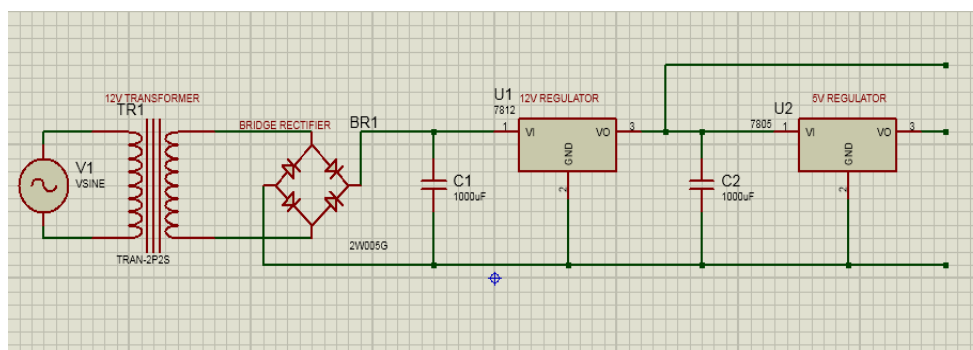 12V TRANSFORMER
TR1
V1
VSINE
TRAN-2P2S
BRIDGE RECTIFIER
BR1
2W005G
C1
1000uF
U1
12V REGULATOR
7812
1
VI
VO
3
GND
2
C2
1000uF
U2
5V REGULATOR
7805
1
VI
VO
3
GND
2